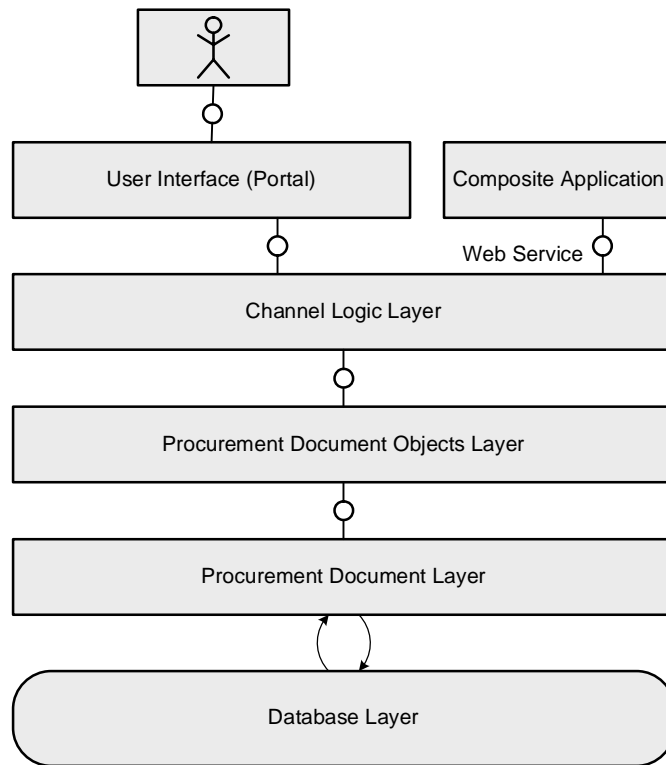 User Interface (Portal)
Composite Application
Web Service
Channel Logic Layer
Procurement Document Objects Layer
Procurement Document Layer
Database Layer